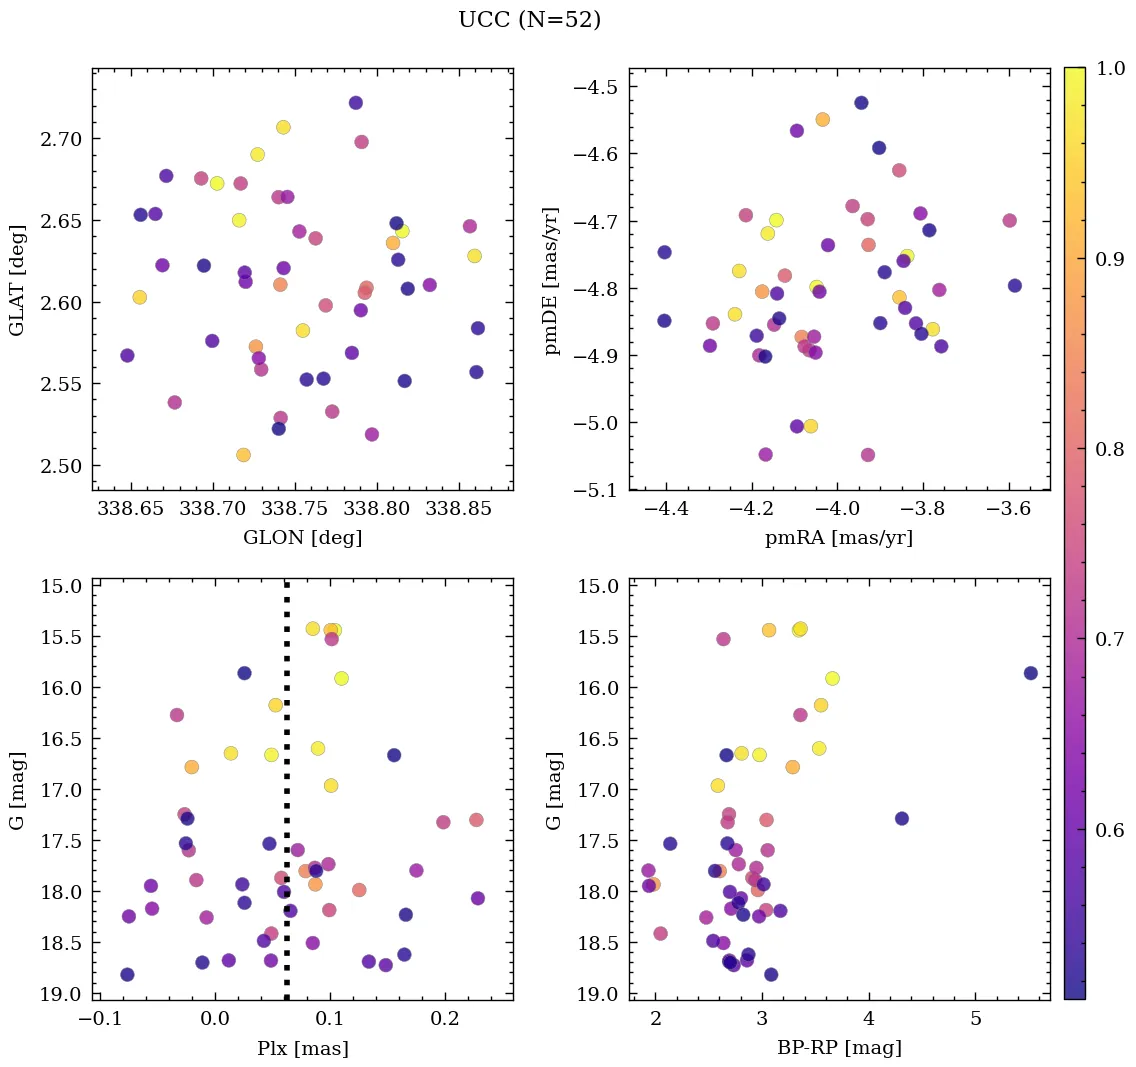 UCC (N=52)
2.70
2.65
2.60
2.55
2.50
GLAT [deg]
338.65 338.70 338.75 338.80 338.85
GLON [deg]
−4.5
−4.6
−4.7
−4.8
−4.9
−5.0
−5.1
pmDE [mas/yr]
−4.4 −4.2 −4.0 −3.8 −3.6
pmRA [mas/yr]
1.0
0.9
0.8
0.7
0.6
15.0
15.5
16.0
16.5
17.0
17.5
18.0
18.5
19.0
G [mag]
−0.1 0.0 0.1 0.2
Plx [mas]
15.0
15.5
16.0
16.5
17.0
17.5
18.0
18.5
19.0
G [mag]
2 3 4 5
BP-RP [mag]